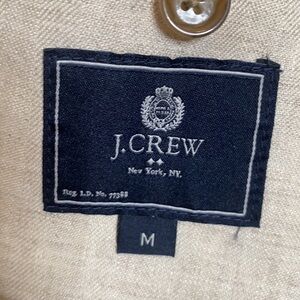 J.CREW
New York, NY.
Reg. I.D. No. 77388
M